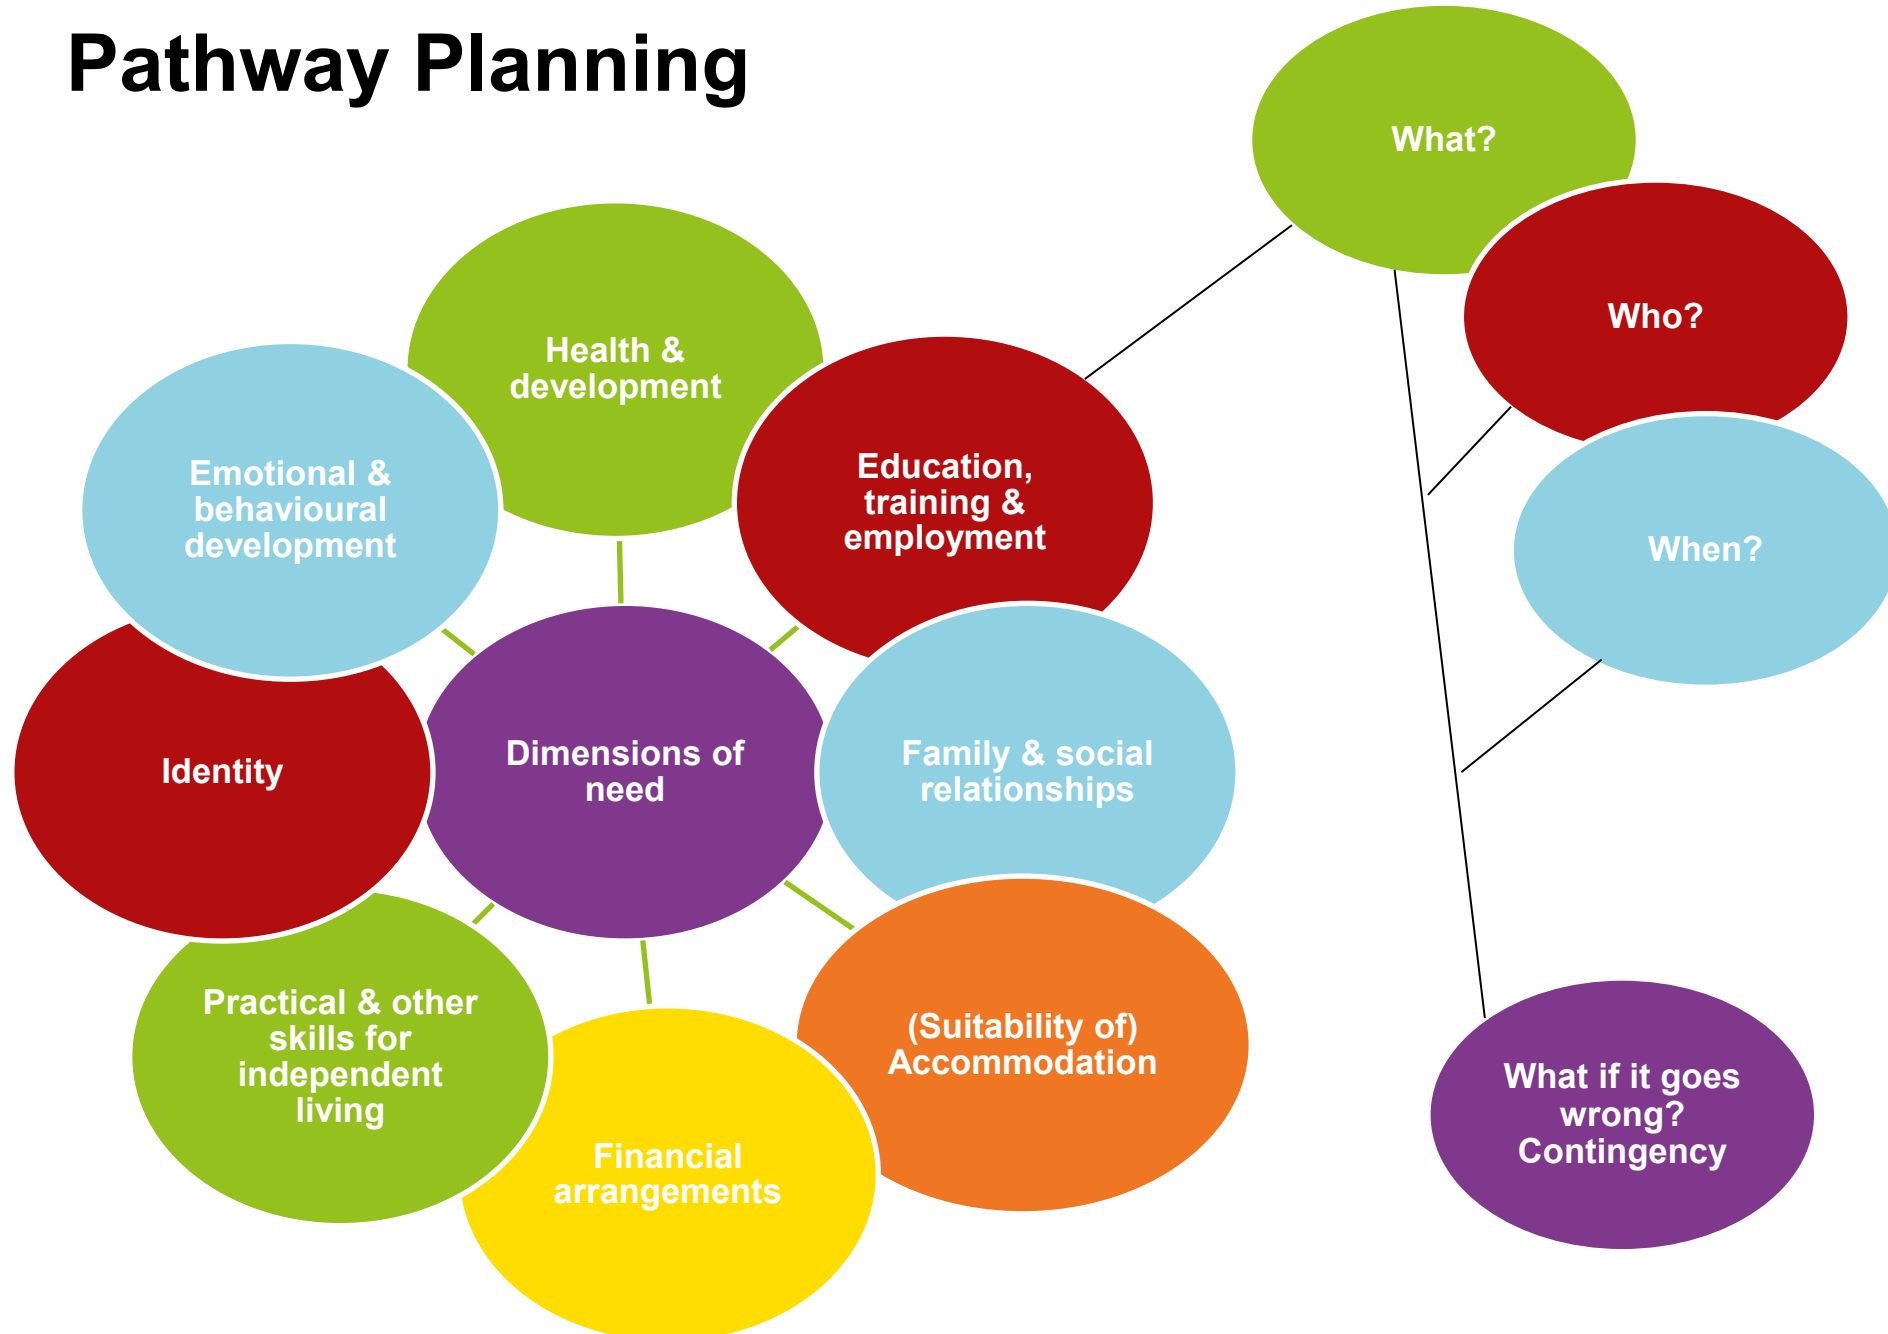 Pathway Planning
What?
Who?
When?
Health &
development
Education,
training &
employment
Emotional &
behavioural
development
Dimensions of
need
Family & social
relationships
Identity
Practical & other
skills for
independent
living
(Suitability of)
Accommodation
Financial
arrangements
What if it goes
wrong?
Contingency